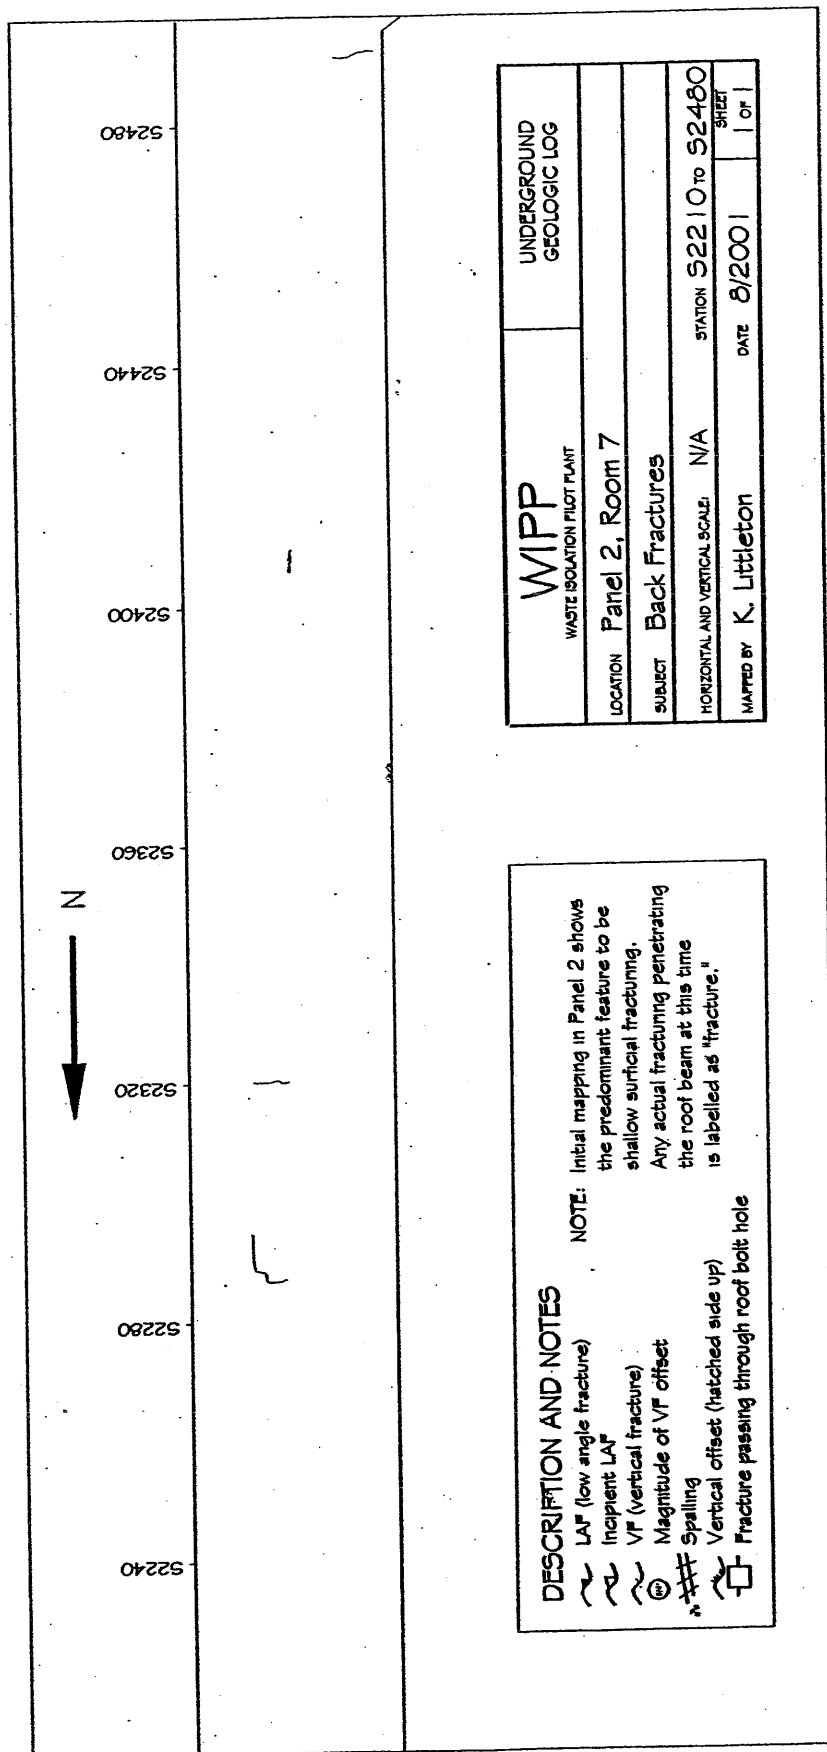 S2480
S2440
S2400
S2360
S2320
S2280
S2240
N
WIPP
WASTE ISOLATION PILOT PLANT
UNDERGROUND
GEOLOGIC LOG
LOCATION Panel 2, Room 7
SUBJECT Back Fractures
HORIZONTAL AND VERTICAL SCALE: N/A STATION S2210 TO S2480
MAPPED BY K. Littleton DATE 8/2001 SHEET 1 OF 1
DESCRIPTION AND NOTES
LAF (low angle fracture)
Incipient LAF
VF (vertical fracture)
Magnitude of VF offset
Spalling
Vertical offset (hatched side up)
Fracture passing through roof bolt hole
NOTE: Initial mapping in Panel 2 shows
the predominant feature to be
shallow surficial fracturing.
Any actual fracturing penetrating
the roof beam at this time
is labelled as "fracture."